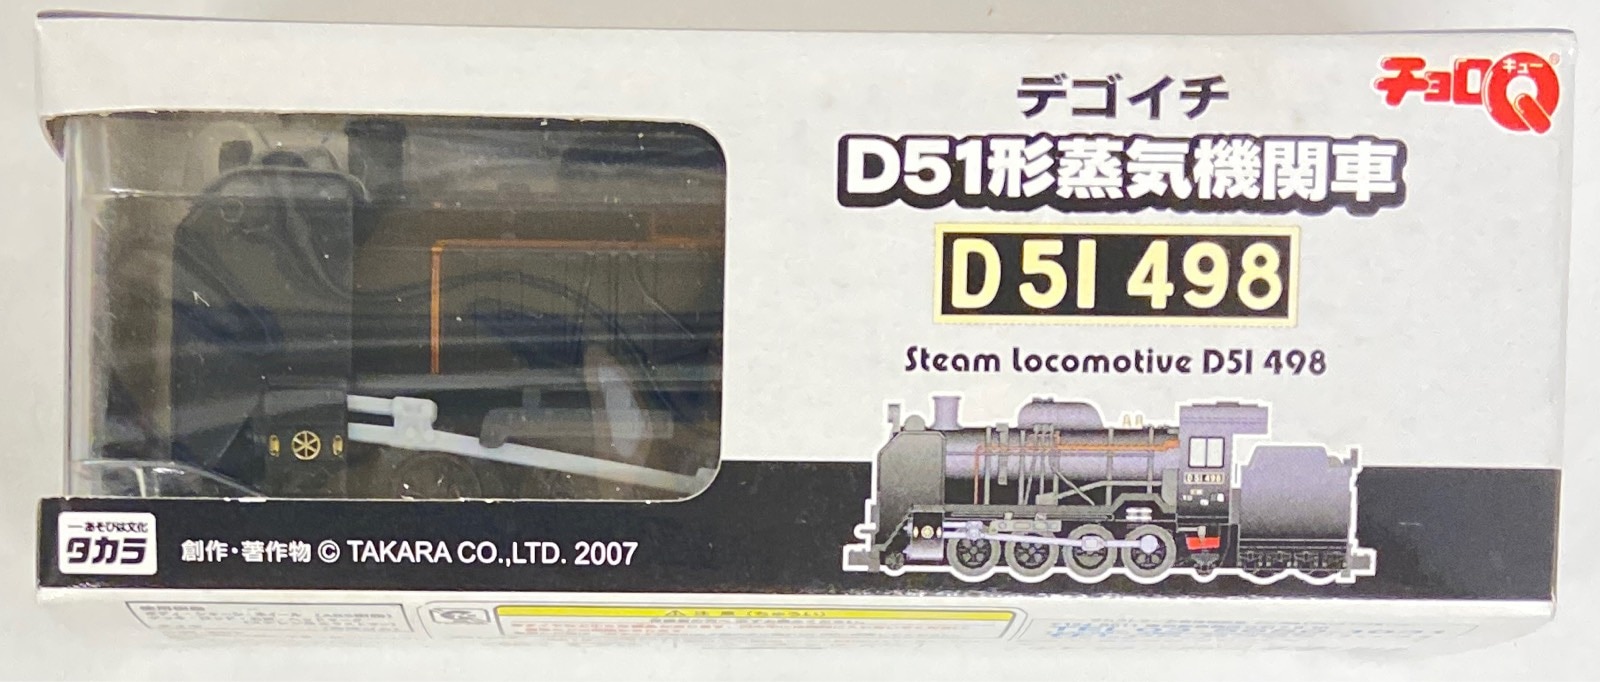 チョロQ
キュー
デゴイチ
D51形蒸気機関車
D51 498
Steam Locomotive D51 498
D51 498
—あそびは文化
タカラ
創作・著作物 © TAKARA CO.,LTD. 2007
注意